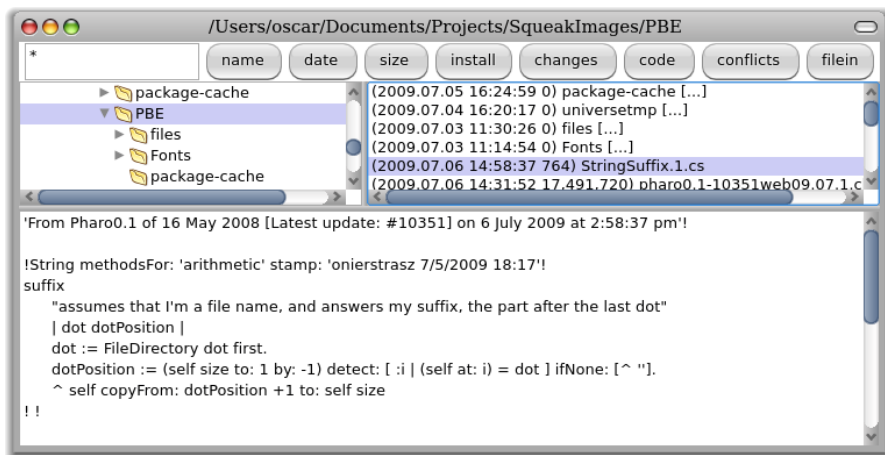 /Users/oscar/Documents/Projects/SqueakImages/PBE
*
name date size install changes code conflicts filein
package-cache
PBE
files
Fonts
package-cache
(2009.07.05 16:24:59 0) package-cache [...]
(2009.07.04 16:20:17 0) universetmp [...]
(2009.07.03 11:30:26 0) files [...]
(2009.07.03 11:14:54 0) Fonts [...]
(2009.07.06 14:58:37 764) StringSuffix.1.cs
(2009.07.06 14:31:52 17,491,720) pharo0.1-10351web09.07.1.c
'From Pharo0.1 of 16 May 2008 [Latest update: #10351] on 6 July 2009 at 2:58:37 pm'!
!String methodsFor: 'arithmetic' stamp: 'onierstrasz 7/5/2009 18:17'!
suffix
"assumes that I'm a file name, and answers my suffix, the part after the last dot"
| dot dotPosition |
dot := FileDirectory dot first.
dotPosition := (self size to: 1 by: -1) detect: [ :i | (self at: i) = dot ] ifNone: [^ ''].
^ self copyFrom: dotPosition +1 to: self size
! !